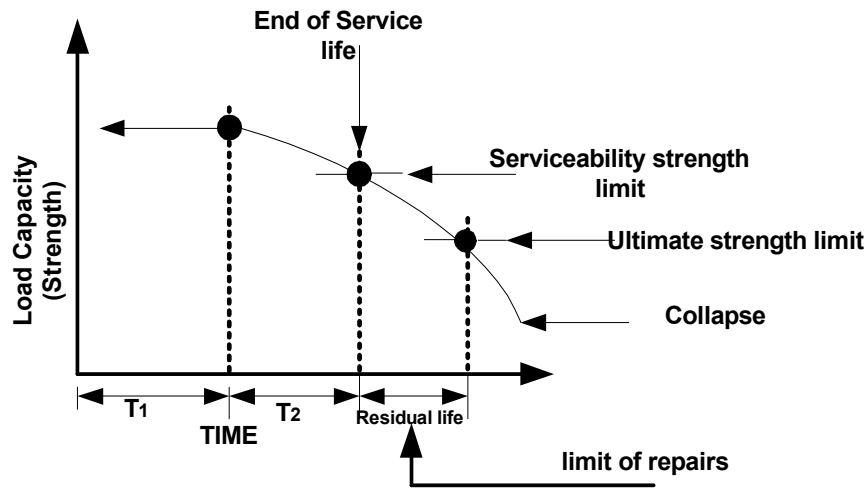 End of Service
life
Serviceability strength
limit
Load Capacity
(Strength)
Ultimate strength limit
Collapse
T1
T2
Residual life
TIME
limit of repairs